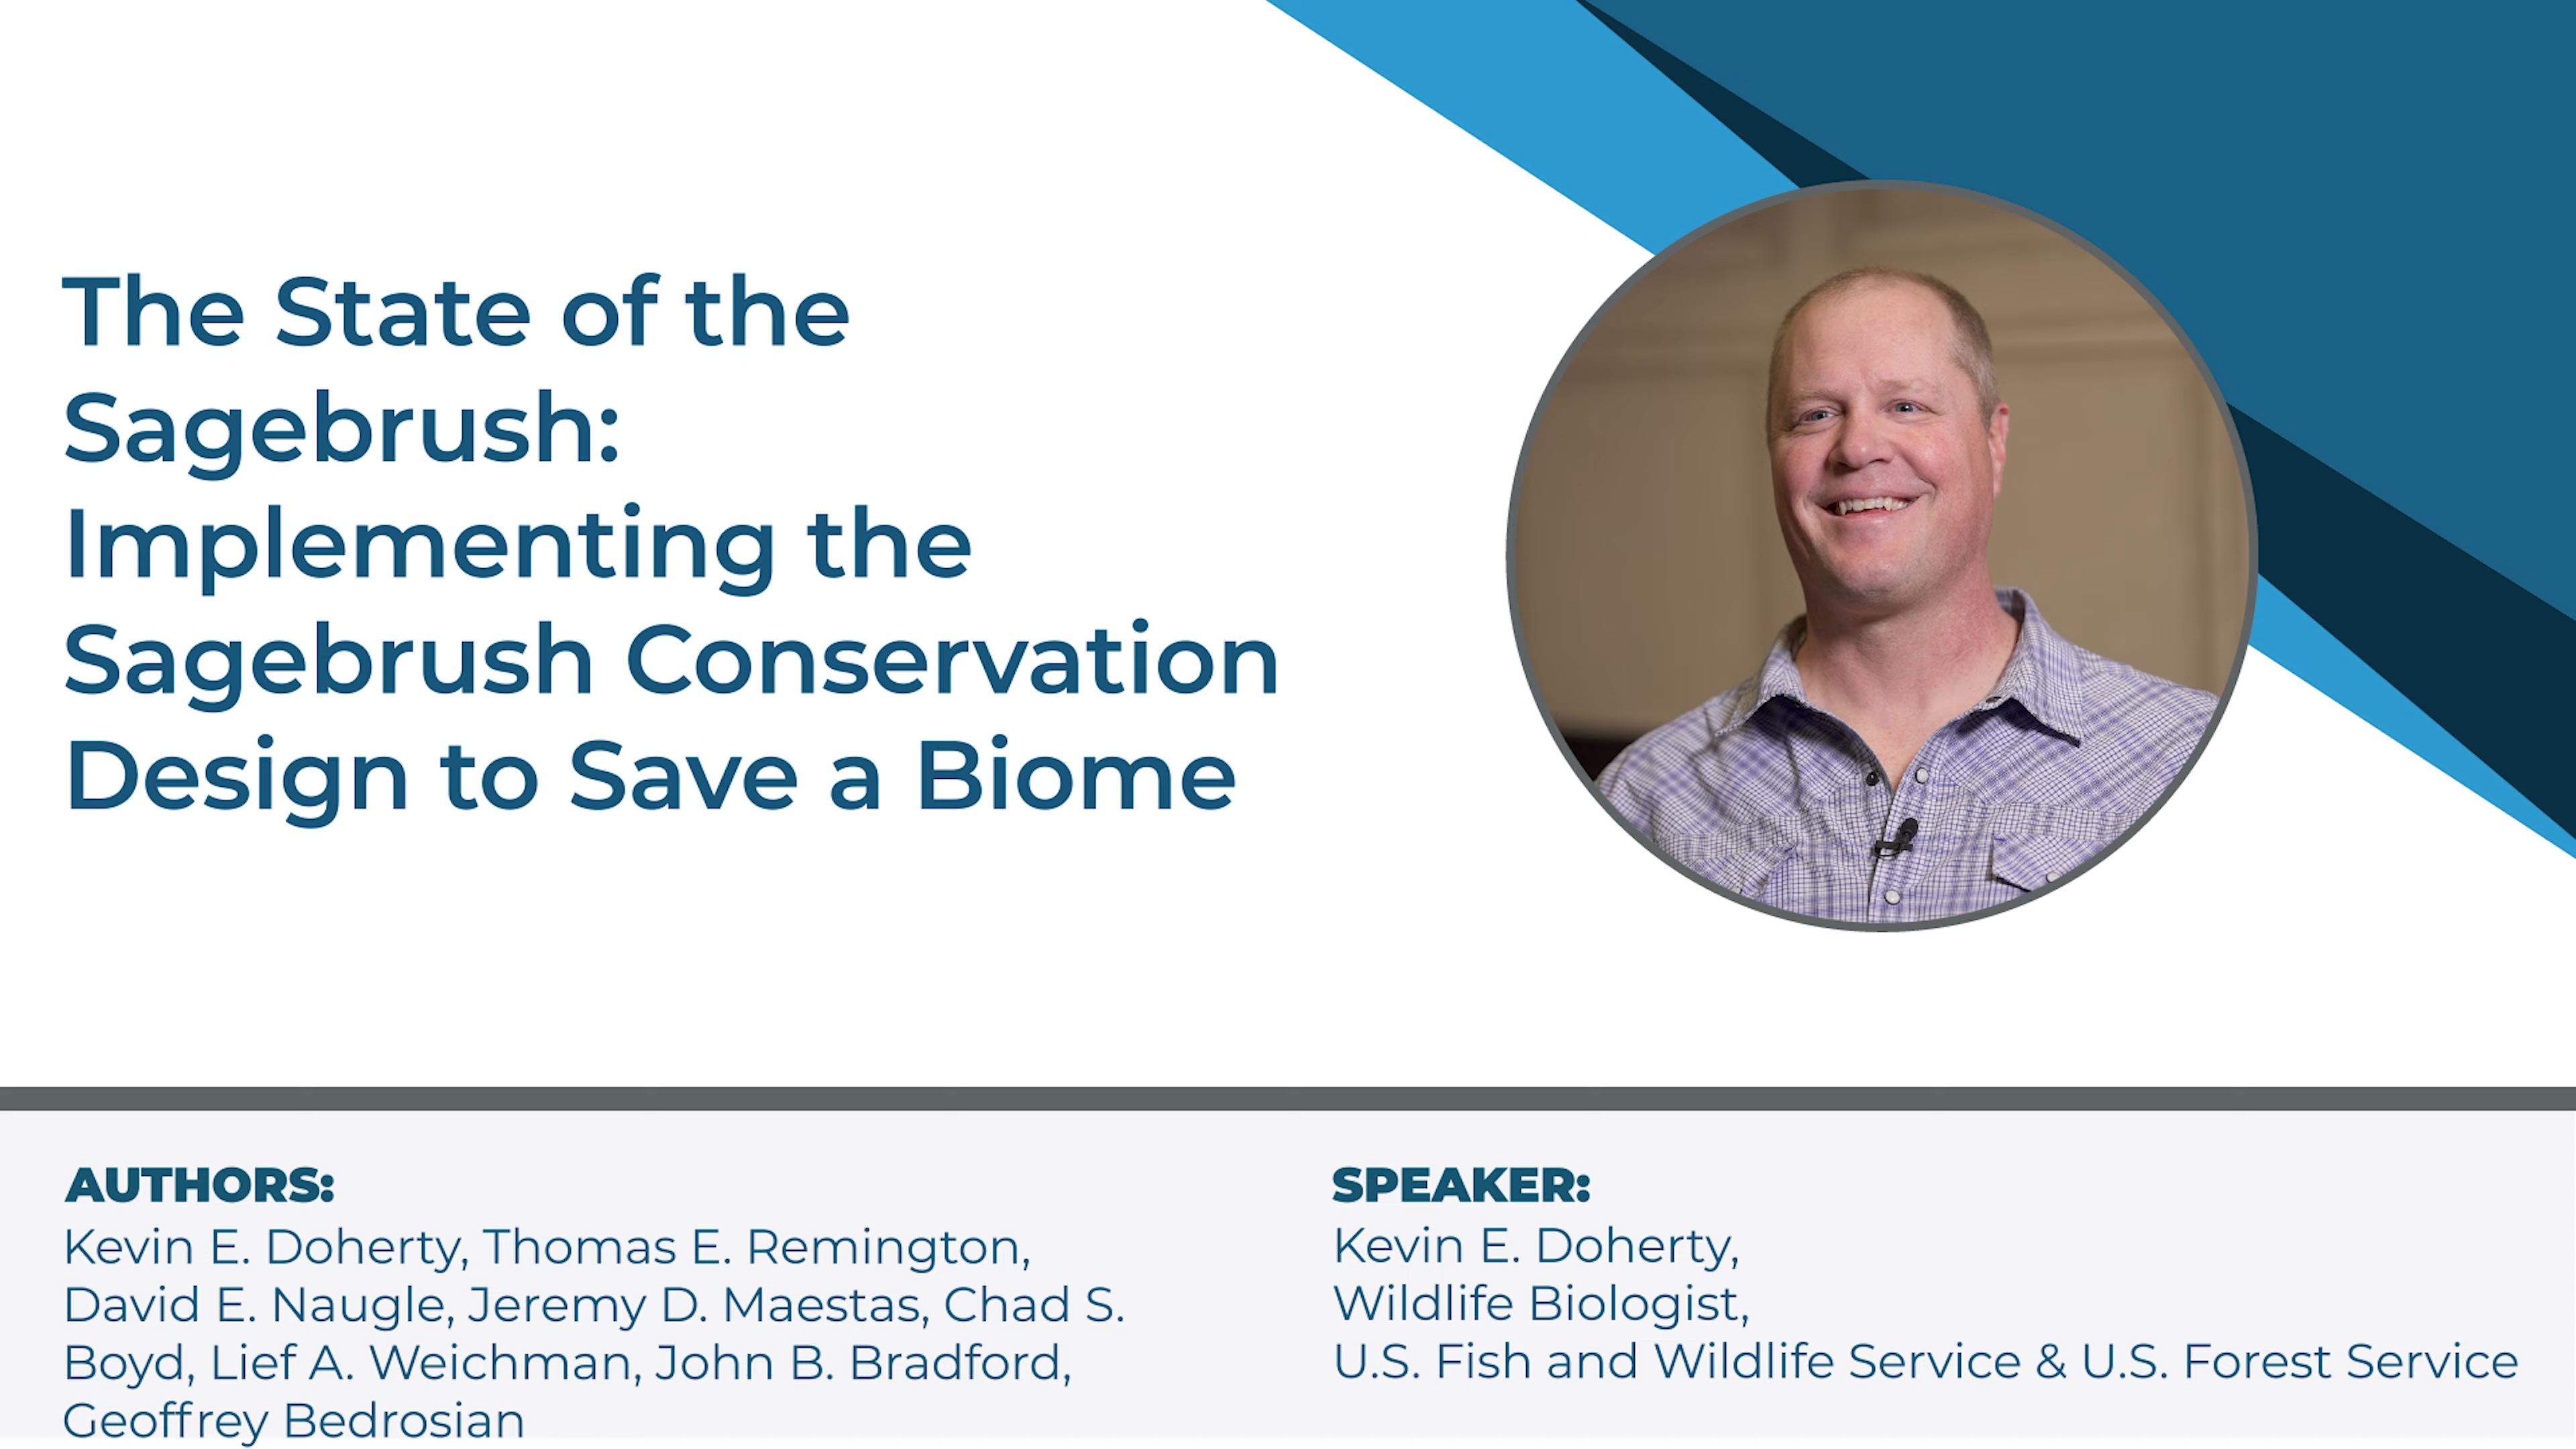 The State of the
Sagebrush:
Implementing the
Sagebrush Conservation
Design to Save a Biome
AUTHORS:
Kevin E. Doherty, Thomas E. Remington,
David E. Naugle, Jeremy D. Maestas, Chad S.
Boyd, Lief A. Weichman, John B. Bradford,
Geoffrey Bedrosian
SPEAKER:
Kevin E. Doherty,
Wildlife Biologist,
U.S. Fish and Wildlife Service & U.S. Forest Service